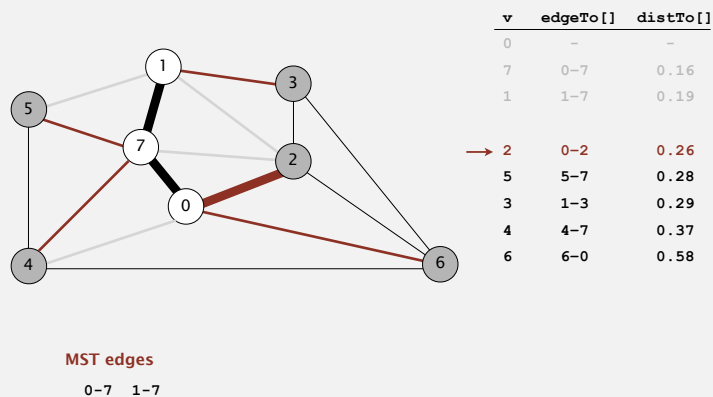 v edgeTo[] distTo[]
0 - -
7 0-7 0.16
1 1-7 0.19
2 0-2 0.26
5 5-7 0.28
3 1-3 0.29
4 4-7 0.37
6 6-0 0.58
1
3
5
7
2
0
4
6
MST edges
0-7 1-7